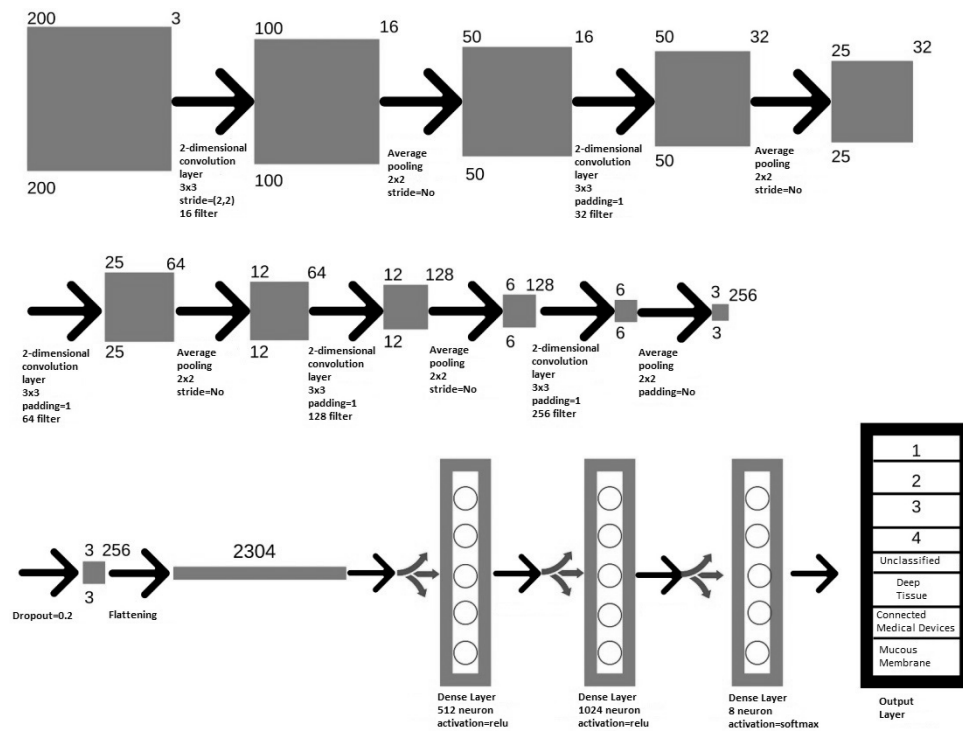 200 3 100 16 50 16 50 32 25 32
200
2-dimensional
convolution
layer
3x3
stride=(2,2)
16 filter
100
Average
pooling
2x2
stride=No
50
2-dimensional
convolution
layer
3x3
padding=1
32 filter
50
Average
pooling
2x2
stride=No
25
25 64 12 64 12 128 6 128 6 3 256
2-dimensional
convolution
layer
3x3
padding=1
64 filter
25
Average
pooling
2x2
stride=No
12
2-dimensional
convolution
layer
3x3
padding=1
128 filter
12
Average
pooling
2x2
stride=No
6
2-dimensional
convolution
layer
3x3
padding=1
256 filter
6
Average
pooling
2x2
padding=No
3
Dropout=0.2
3 256
3
Flattening
2304
Dense Layer
512 neuron
activation=relu
Dense Layer
1024 neuron
activation=relu
Dense Layer
8 neuron
activation=softmax
1
2
3
4
Unclassified
Deep
Tissue
Connected
Medical Devices
Mucous
Membrane
Output
Layer